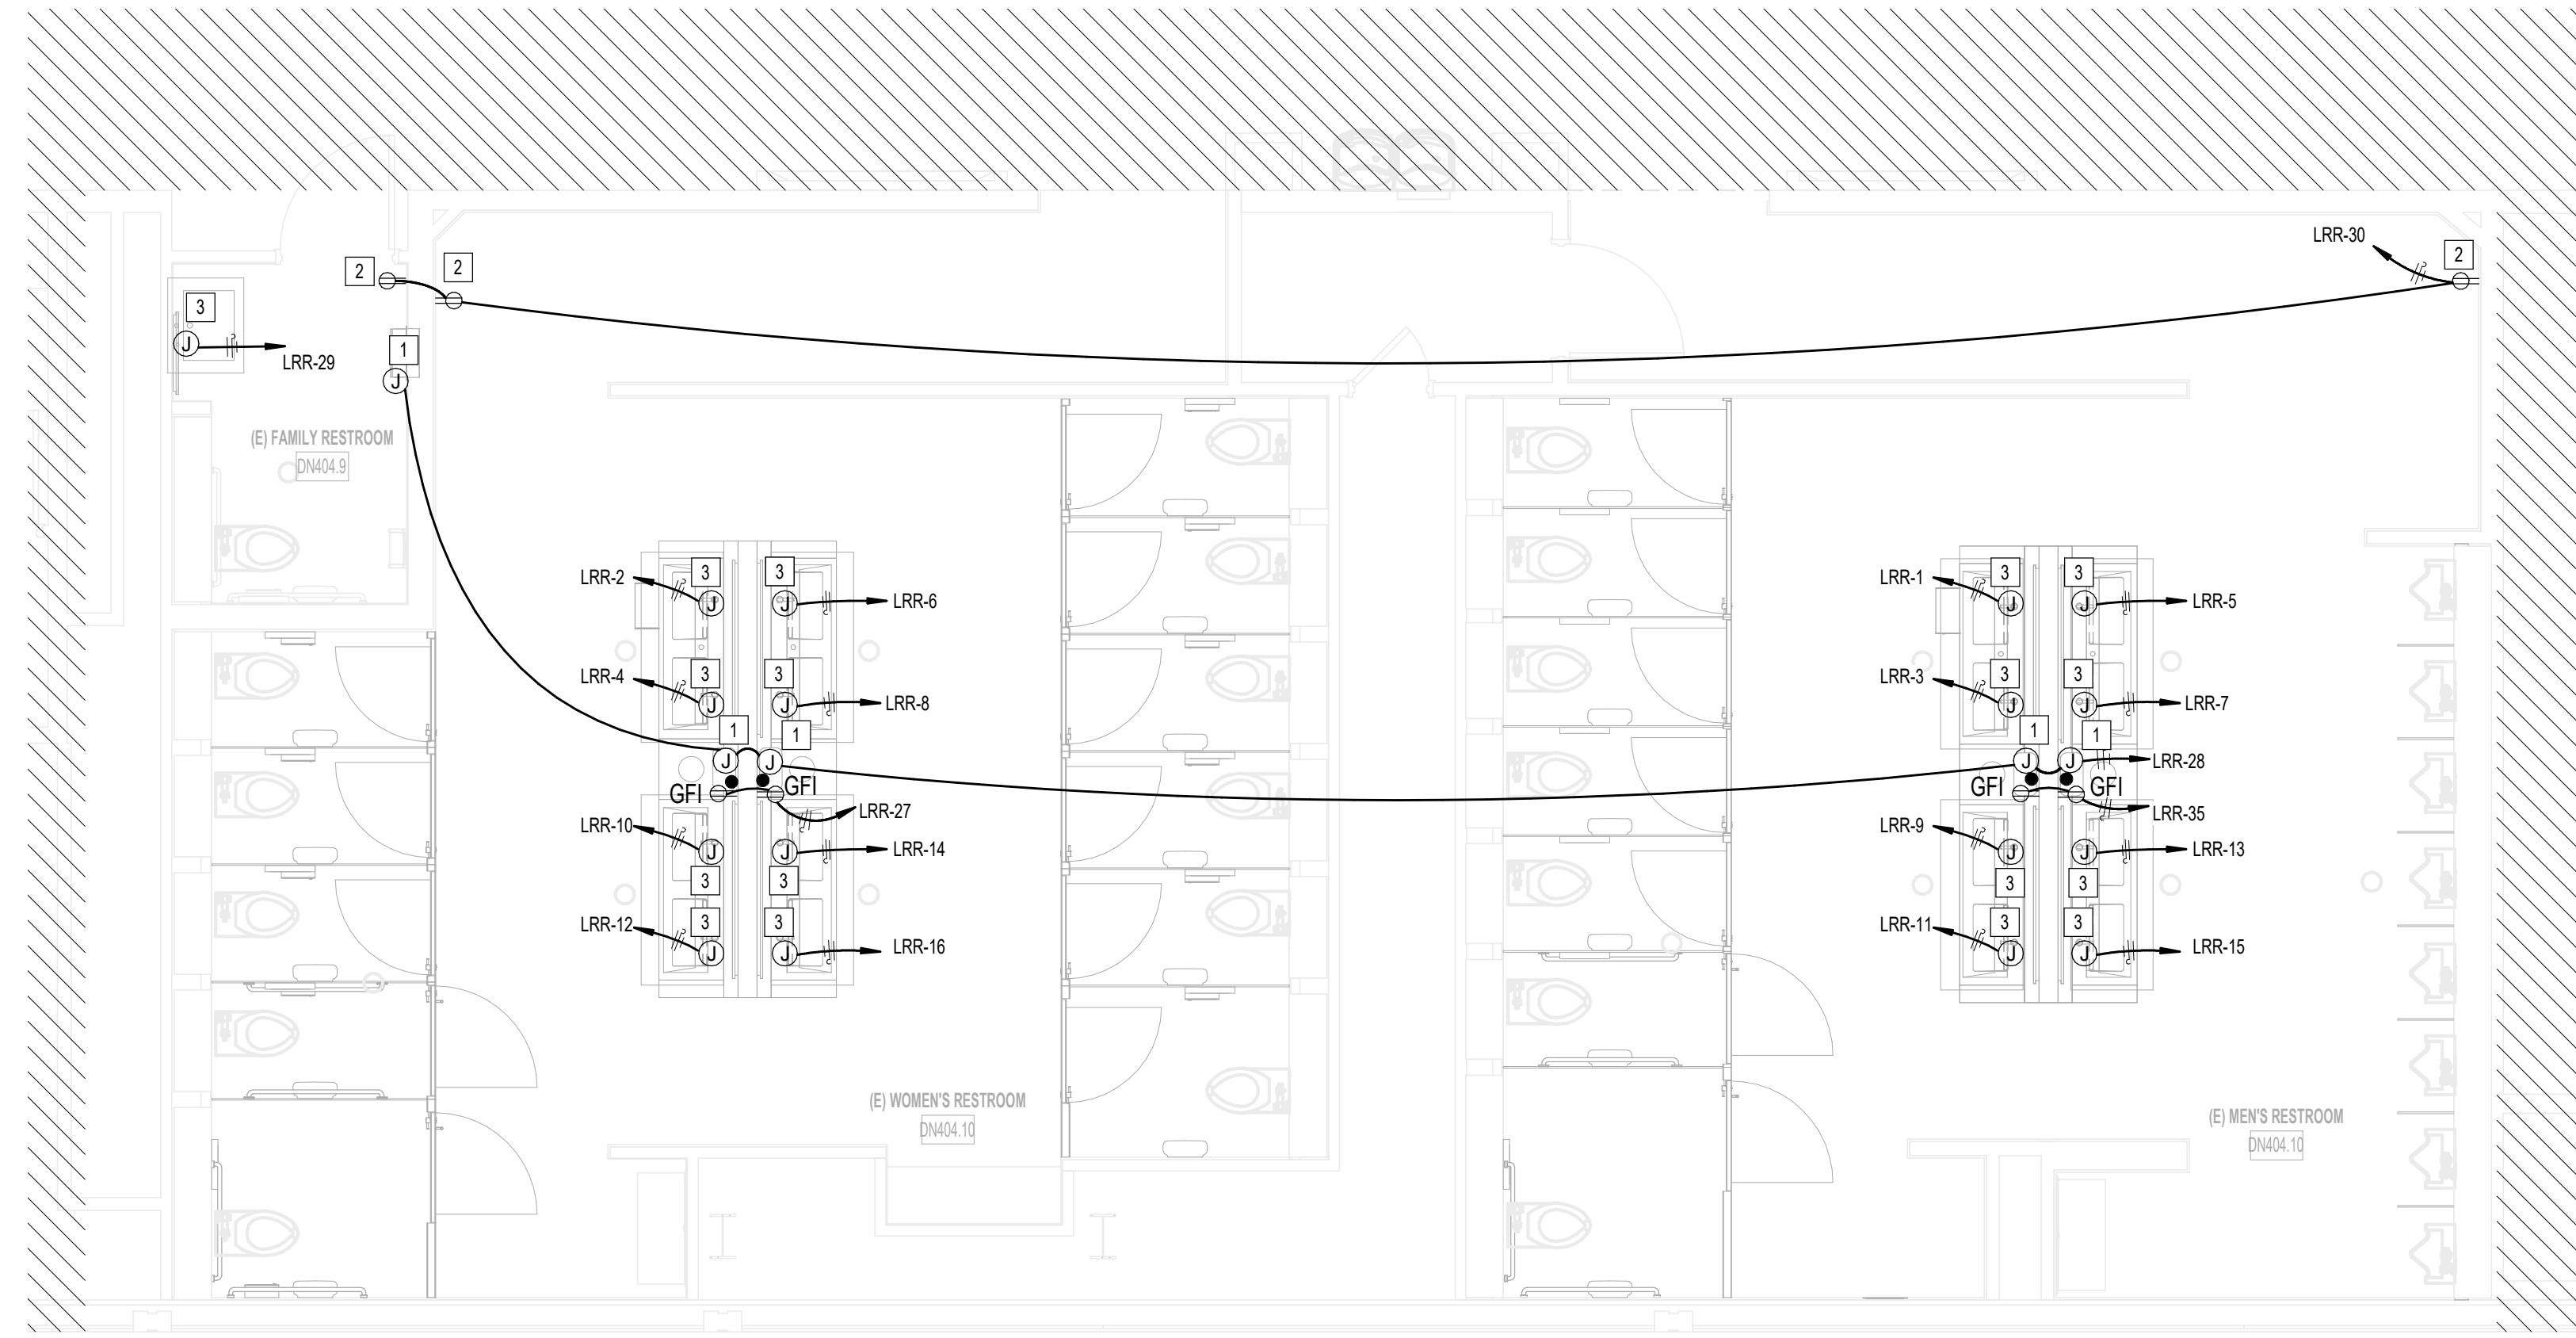 LRR-30
2
2
2
3
1
J
LRR-29
J
(E) FAMILY RESTROOM
DN404.9
LRR-2
3
3
J
J
LRR-6
LRR-4
3
3
J
J
LRR-8
1
1
J
J
GFI
GFI
LRR-27
LRR-10
J
J
LRR-14
3
3
LRR-12
3
3
J
J
LRR-16
LRR-1
3
3
J
J
LRR-5
LRR-3
3
3
J
J
LRR-7
1
1
J
J
LRR-28
GFI
GFI
LRR-35
LRR-9
J
J
LRR-13
3
3
LRR-11
3
3
J
J
LRR-15
(E) WOMEN'S RESTROOM
DN404.10
(E) MEN'S RESTROOM
DN404.10